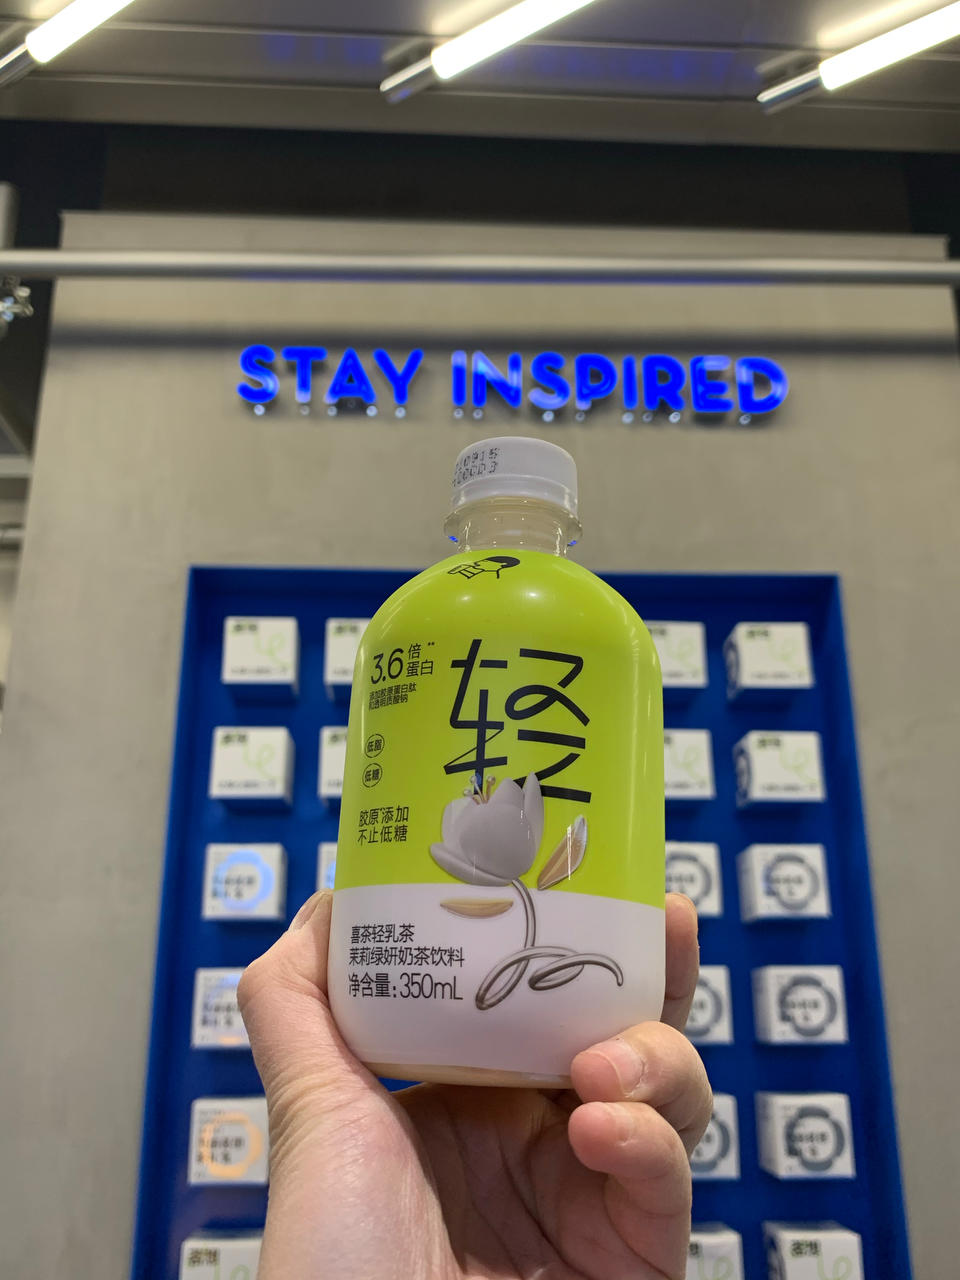 STAY INSPIRED
3.6倍**
蛋白
添加胶原蛋白肽
和透明质酸钠
轻
低脂
低糖
胶原*添加
不止低糖
喜茶轻乳茶
茉莉绿妍奶茶饮料
净含量:350mL